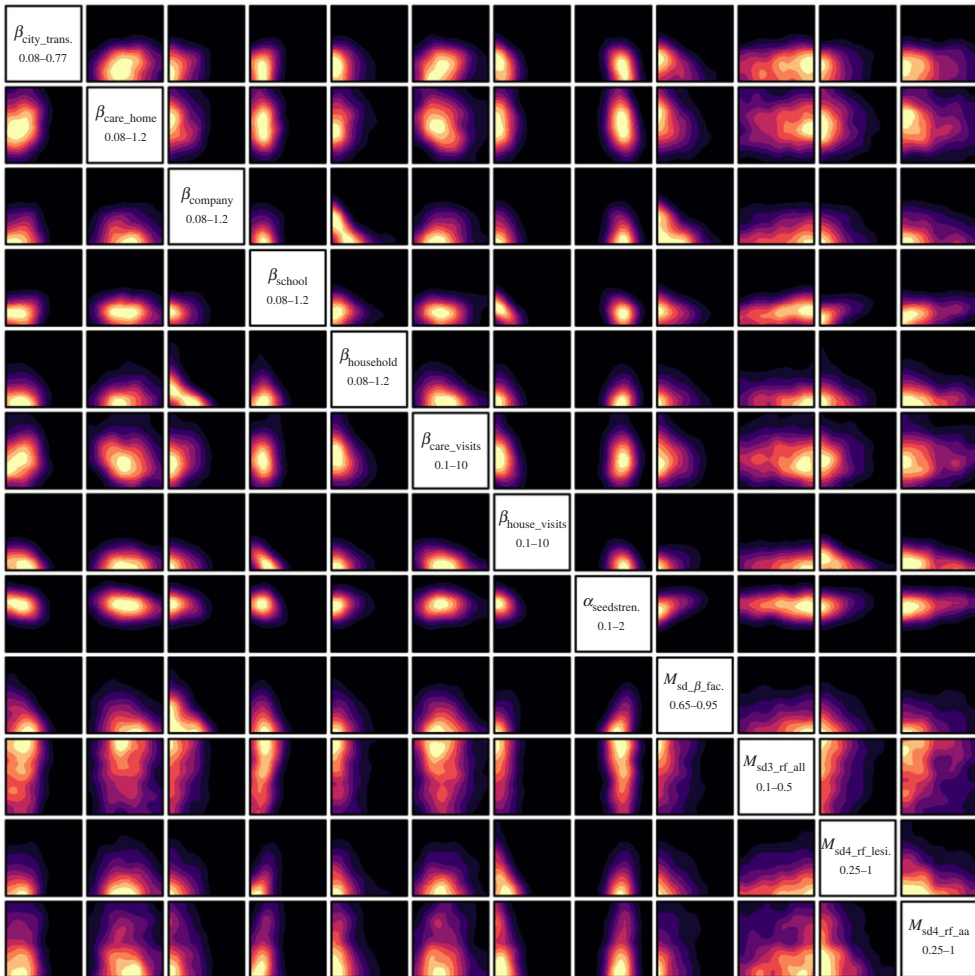 β_city_trans.
0.08–0.77
β_care_home
0.08–1.2
β_company
0.08–1.2
β_school
0.08–1.2
β_household
0.08–1.2
β_care_visits
0.1–10
β_house_visits
0.1–10
α_seedstren.
0.1–2
M_sd_β_fac.
0.65–0.95
M_sd3_rf_all
0.1–0.5
M_sd4_rf_lesi.
0.25–1
M_sd4_rf_aa
0.25–1